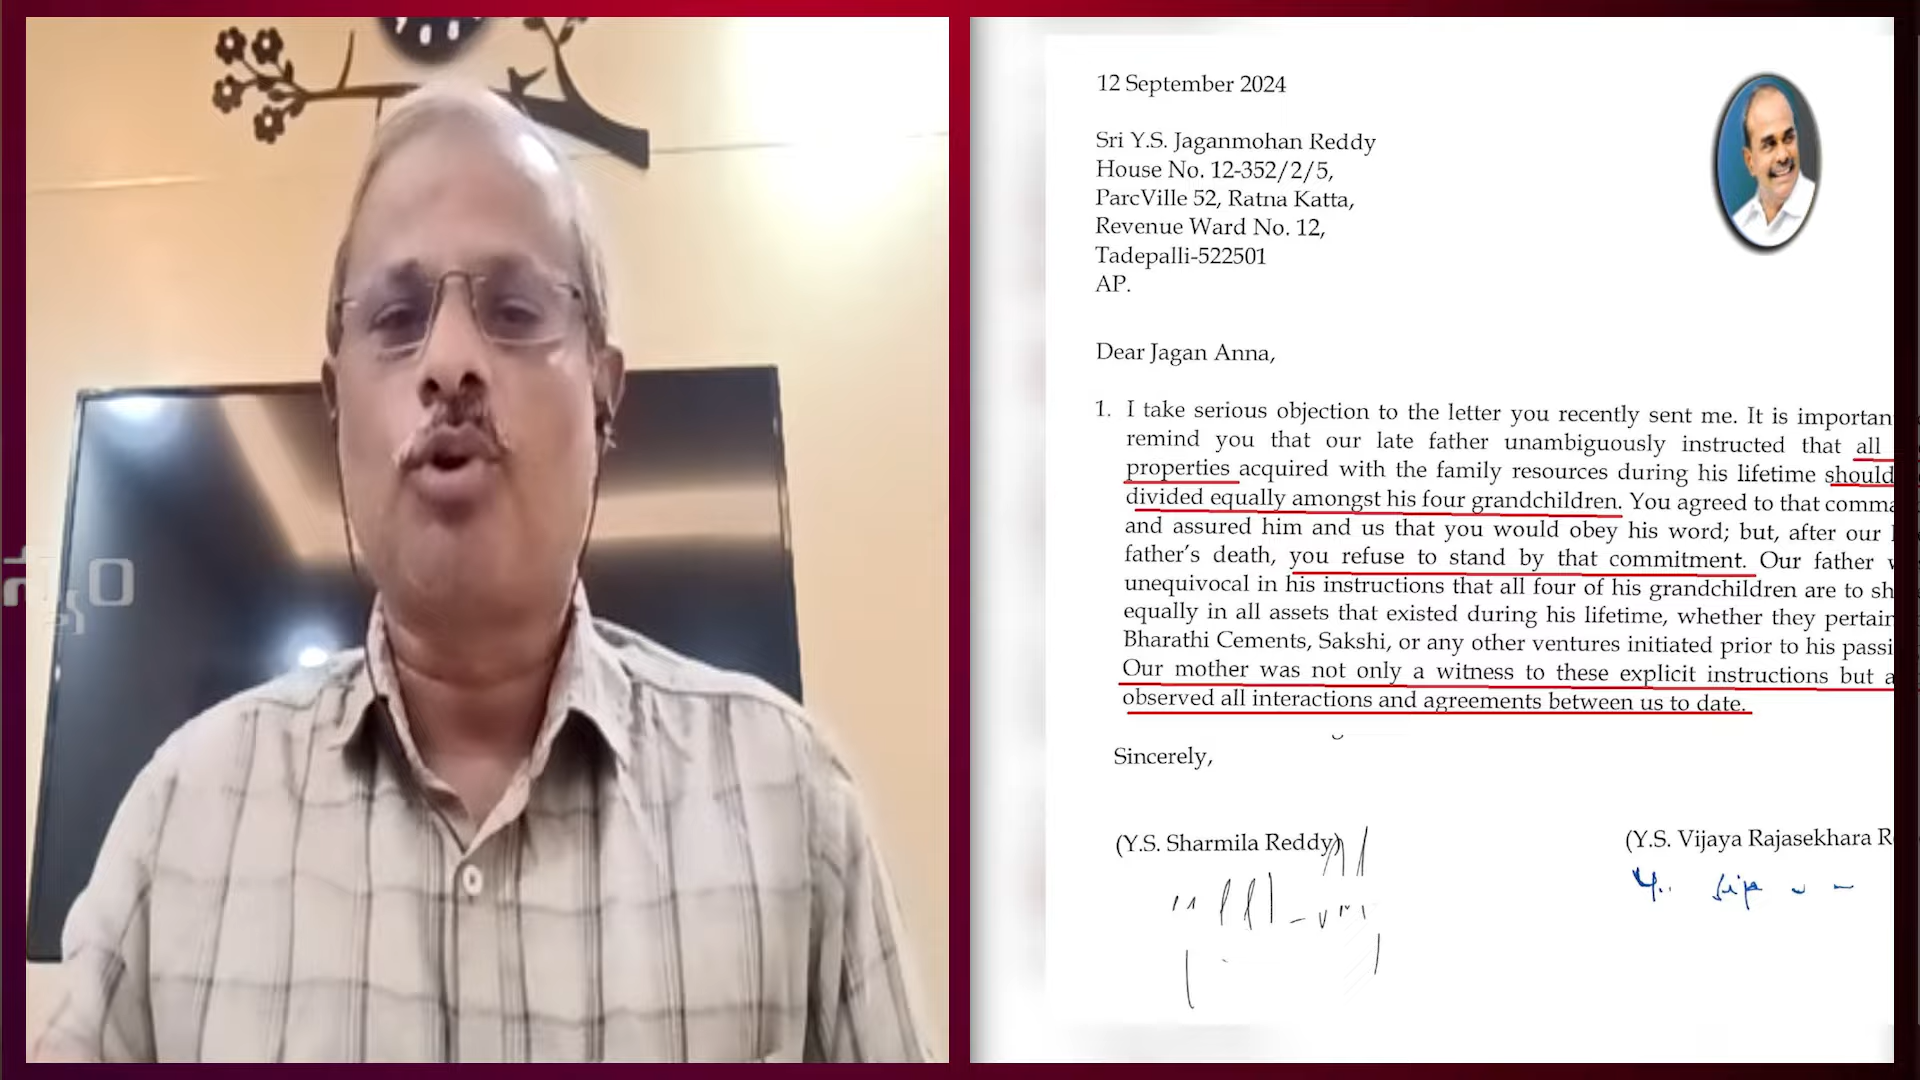 12 September 2024
Sri Y.S. Jaganmohan Reddy
House No. 12-352/2/5,
ParcVille 52, Ratna Katta,
Revenue Ward No. 12,
Tadepalli-522501
AP.
Dear Jagan Anna,
1. I take serious objection to the letter you recently sent me. It is importan
remind you that our late father unambiguously instructed that all
properties acquired with the family resources during his lifetime should
divided equally amongst his four grandchildren. You agreed to that comma
and assured him and us that you would obey his word; but, after our
father's death, you refuse to stand by that commitment. Our father
unequivocal in his instructions that all four of his grandchildren are to sh
equally in all assets that existed during his lifetime, whether they pertain
Bharathi Cements, Sakshi, or any other ventures initiated prior to his passi
Our mother was not only a witness to these explicit instructions but a
observed all interactions and agreements between us to date.
Sincerely,
(Y.S. Sharmila Reddy)
(Y.S. Vijaya Rajasekhara R